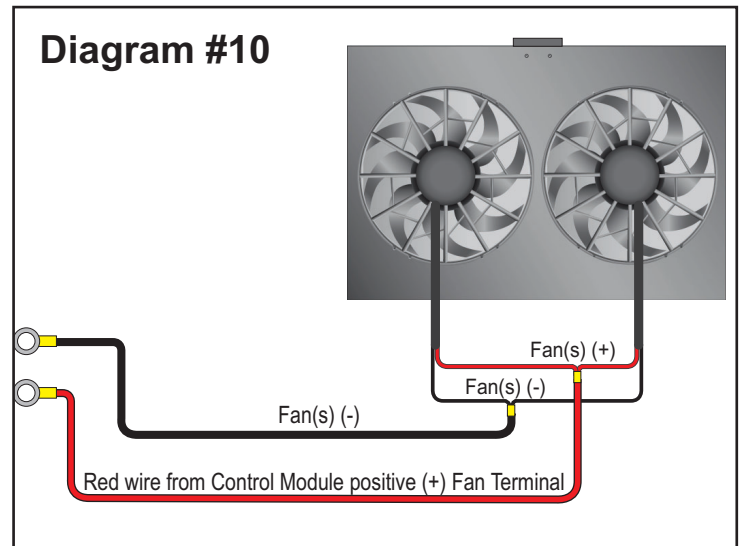 Diagram #10
Fan(s) (+)
Fan(s) (-)
Fan(s) (-)
Red wire from Control Module positive (+) Fan Terminal